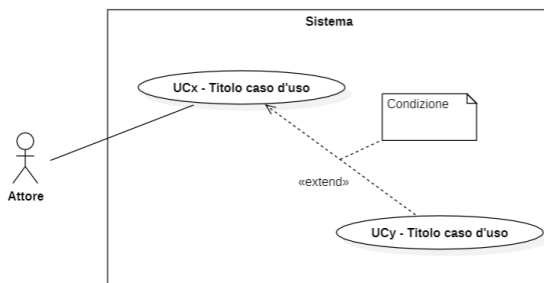 Sistema
UCx - Titolo caso d'uso
Condizione
Attore
«extend»
UCy - Titolo caso d'uso